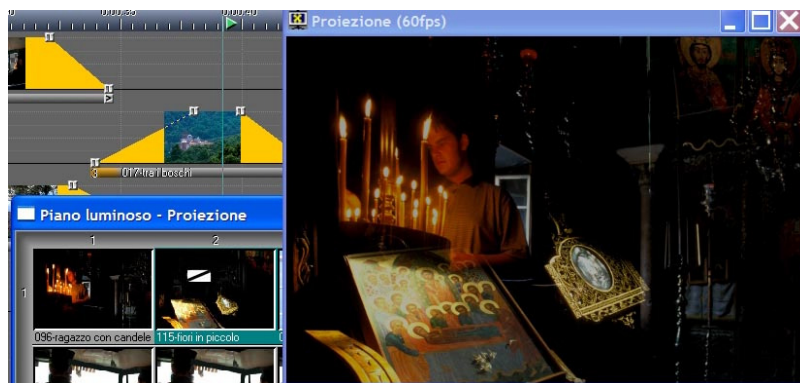 0:00:35
0:00:40
Proiezione (60fps)
017-tra i boschi
Piano luminoso - Proiezione
1
2
1
096-ragazzo con candele
115-fiori in piccolo